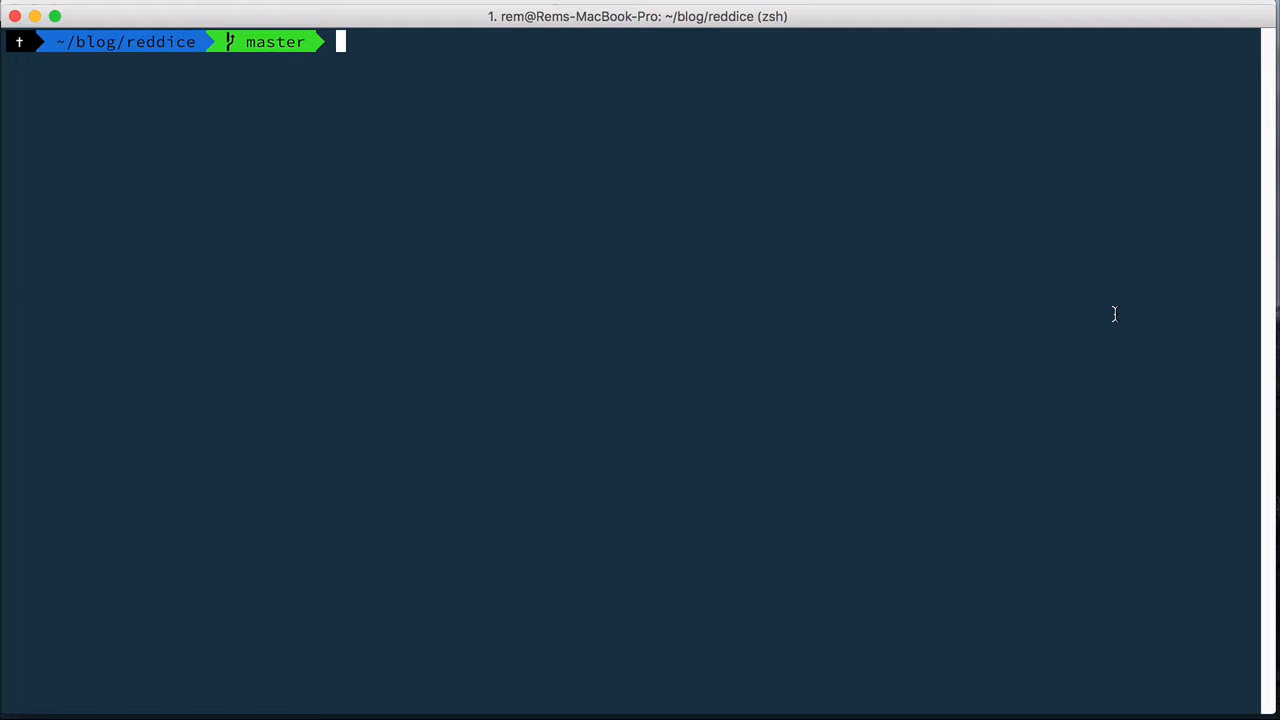 1. rem@Rems-MacBook-Pro: ~/blog/reddice (zsh)
✝ ~/blog/reddice master